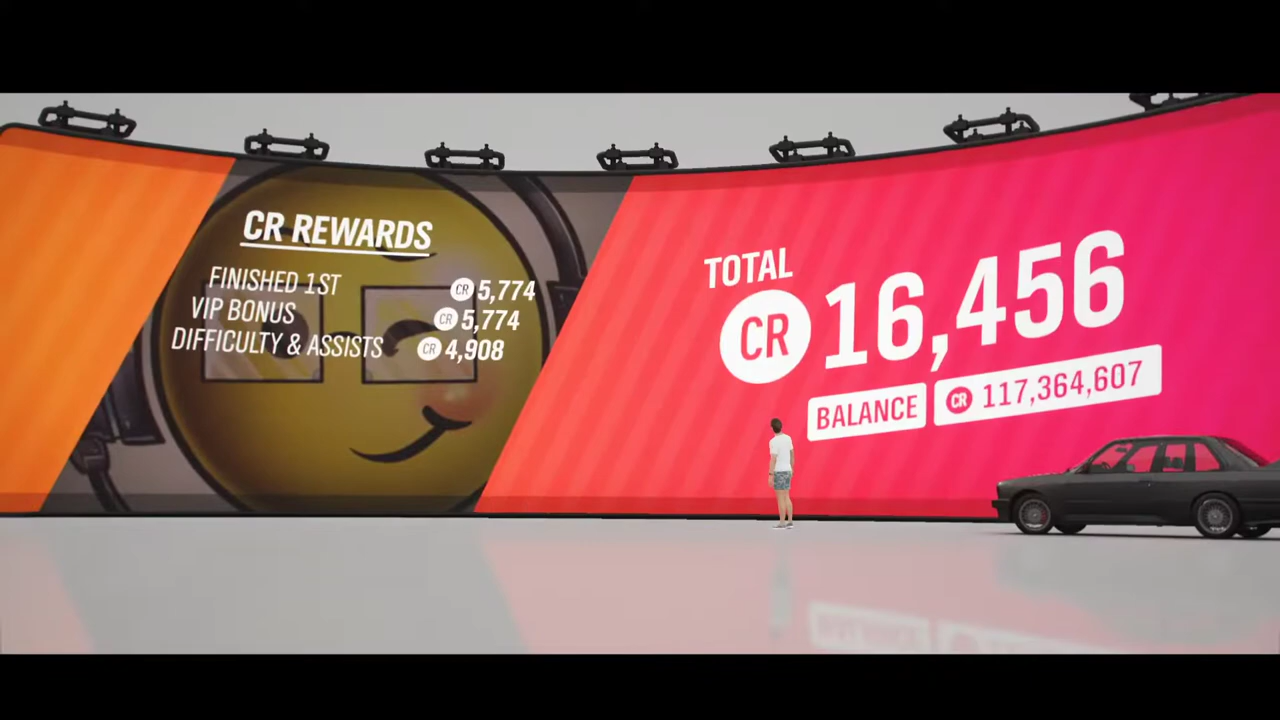 CR REWARDS
FINISHED 1ST CR 5,774
VIP BONUS CR 5,774
DIFFICULTY & ASSISTS CR 4,908
TOTAL
CR 16,456
BALANCE CR 117,364,607